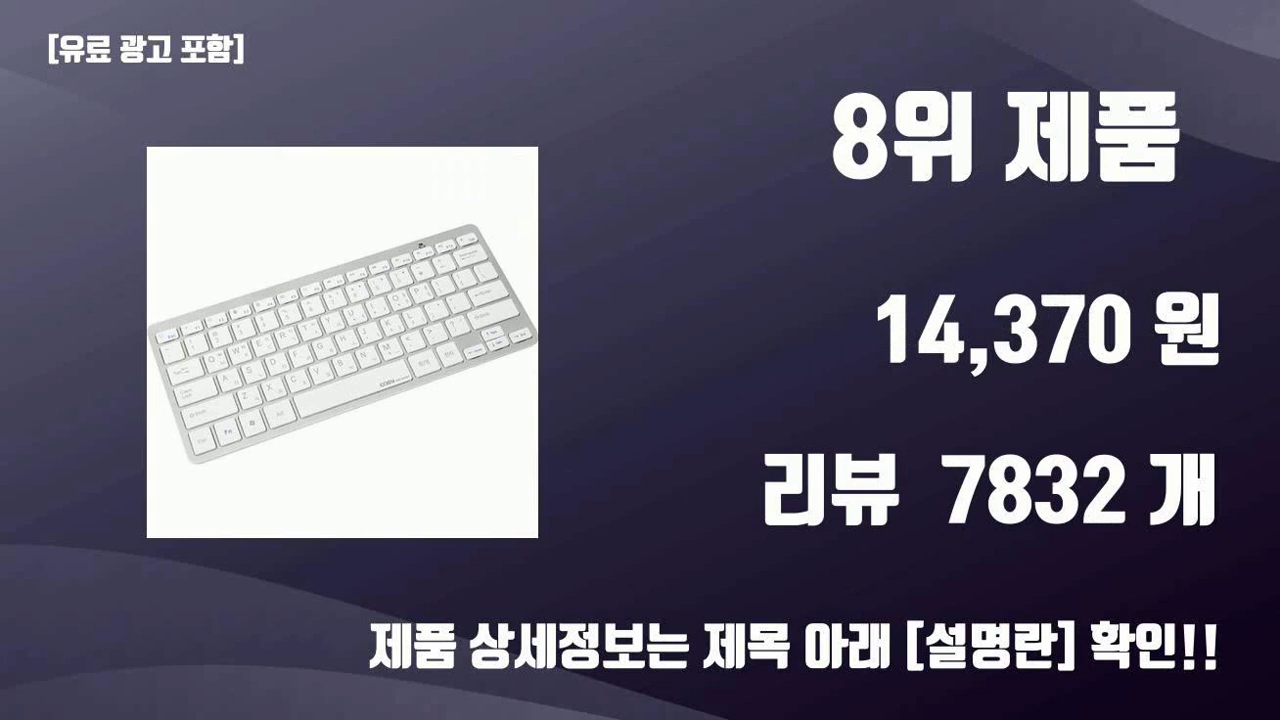 [유료 광고 포함]
8위 제품
14,370 원
리뷰 7832 개
제품 상세정보는 제목 아래 [설명란] 확인!!